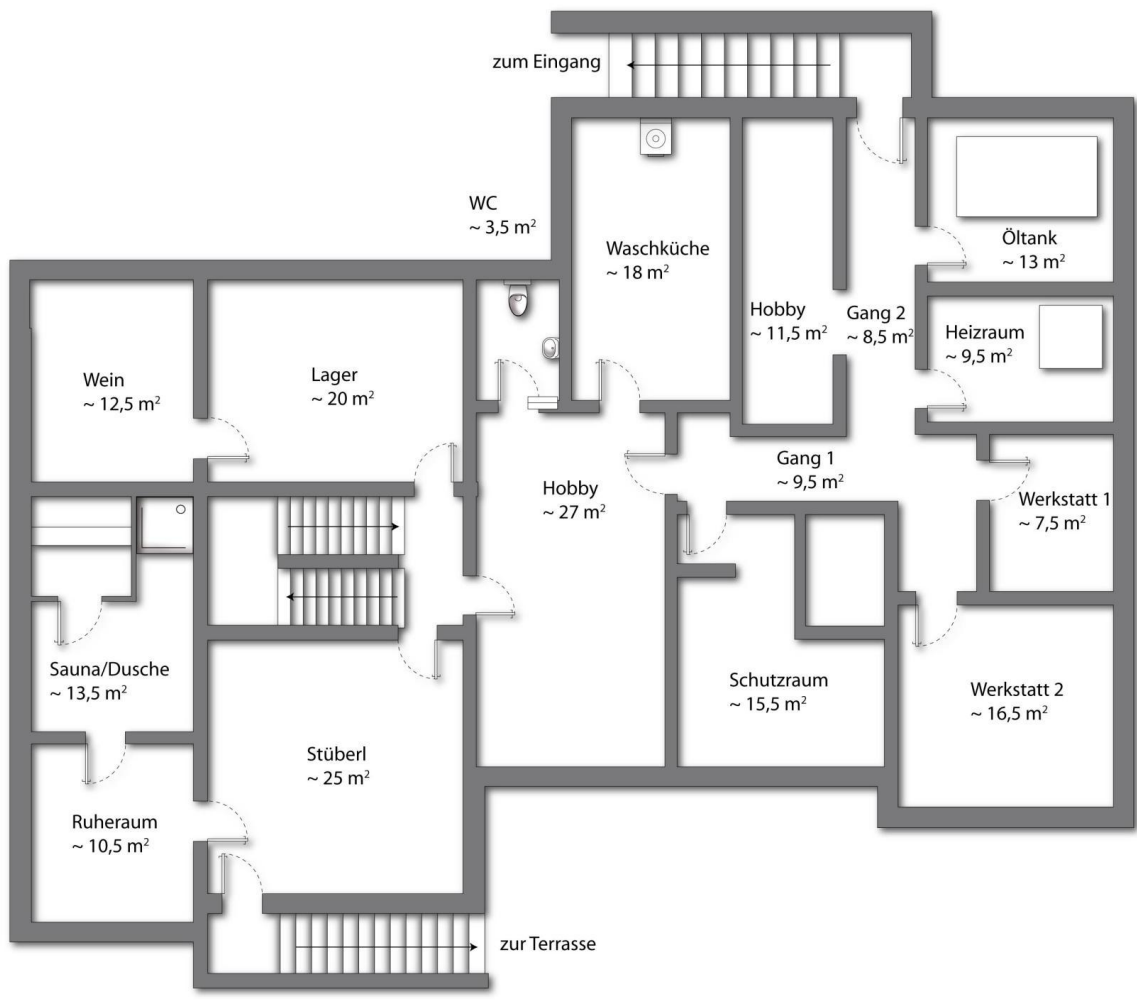 zum Eingang
WC
~ 3,5 m²
Waschküche
~ 18 m²
Hobby
~ 11,5 m²
Gang 2
~ 8,5 m²
Öltank
~ 13 m²
Heizraum
~ 9,5 m²
Wein
~ 12,5 m²
Lager
~ 20 m²
Hobby
~ 27 m²
Gang 1
~ 9,5 m²
Werkstatt 1
~ 7,5 m²
Sauna/Dusche
~ 13,5 m²
Stüberl
~ 25 m²
Schutzraum
~ 15,5 m²
Werkstatt 2
~ 16,5 m²
Ruheraum
~ 10,5 m²
zur Terrasse